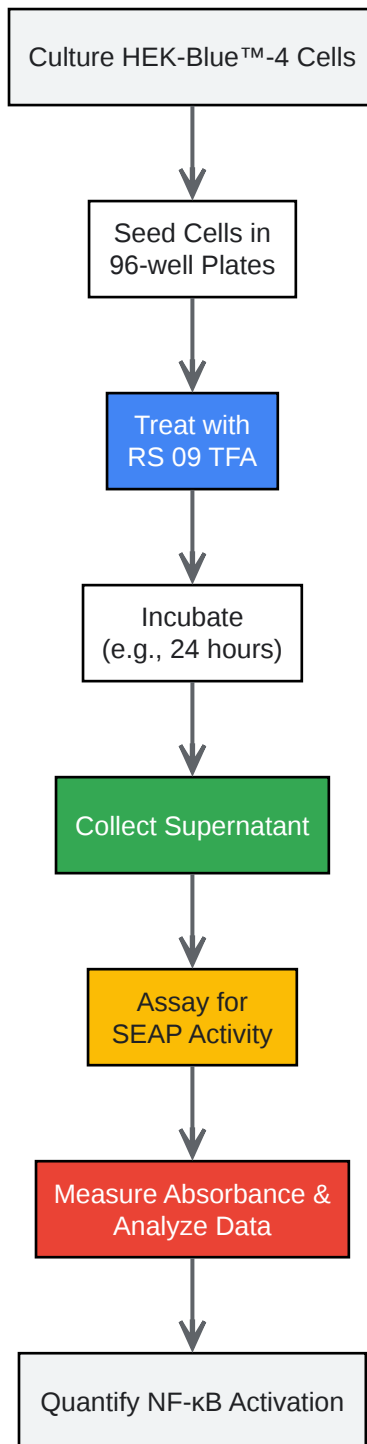 Culture HEK-Blue™-4 Cells
Seed Cells in
96-well Plates
Treat with
RS 09 TFA
Incubate
(e.g., 24 hours)
Collect Supernatant
Assay for
SEAP Activity
Measure Absorbance &
Analyze Data
Quantify NF-κB Activation